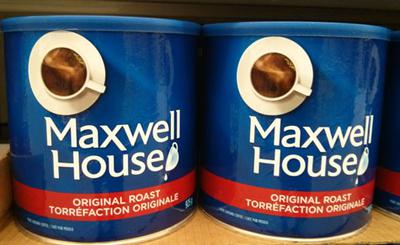 Maxwell
House
ORIGINAL ROAST
TORRÉFACTION ORIGINALE
Maxwell
House
ORIGINAL ROAST
TORRÉFACTION ORIGINALE